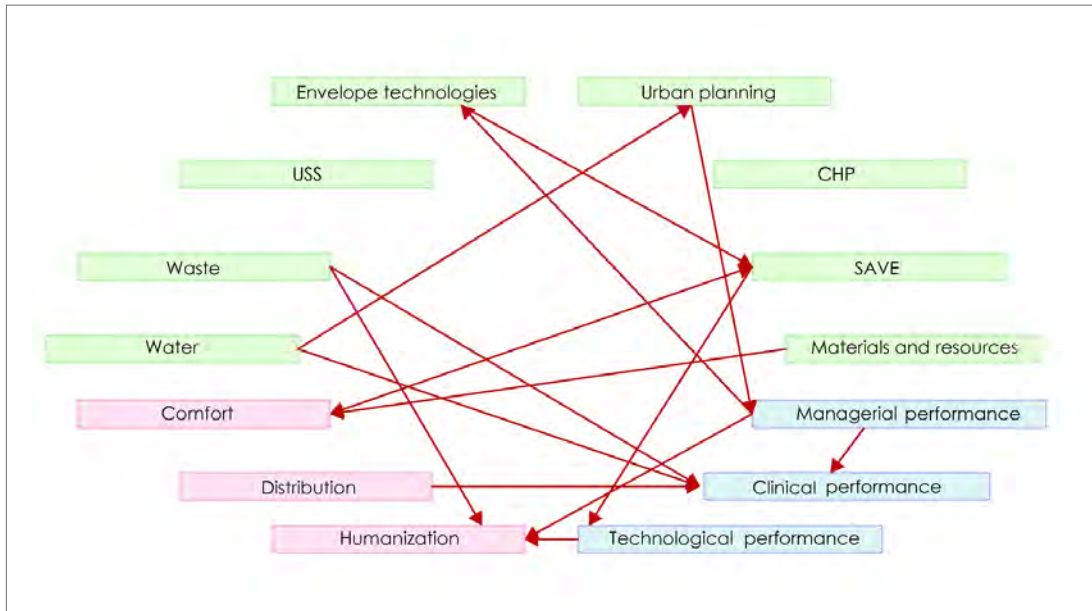 Envelope technologies
Urban planning
USS
CHP
Waste
SAVE
Water
Materials and resources
Comfort
Managerial performance
Distribution
Clinical performance
Humanization
Technological performance